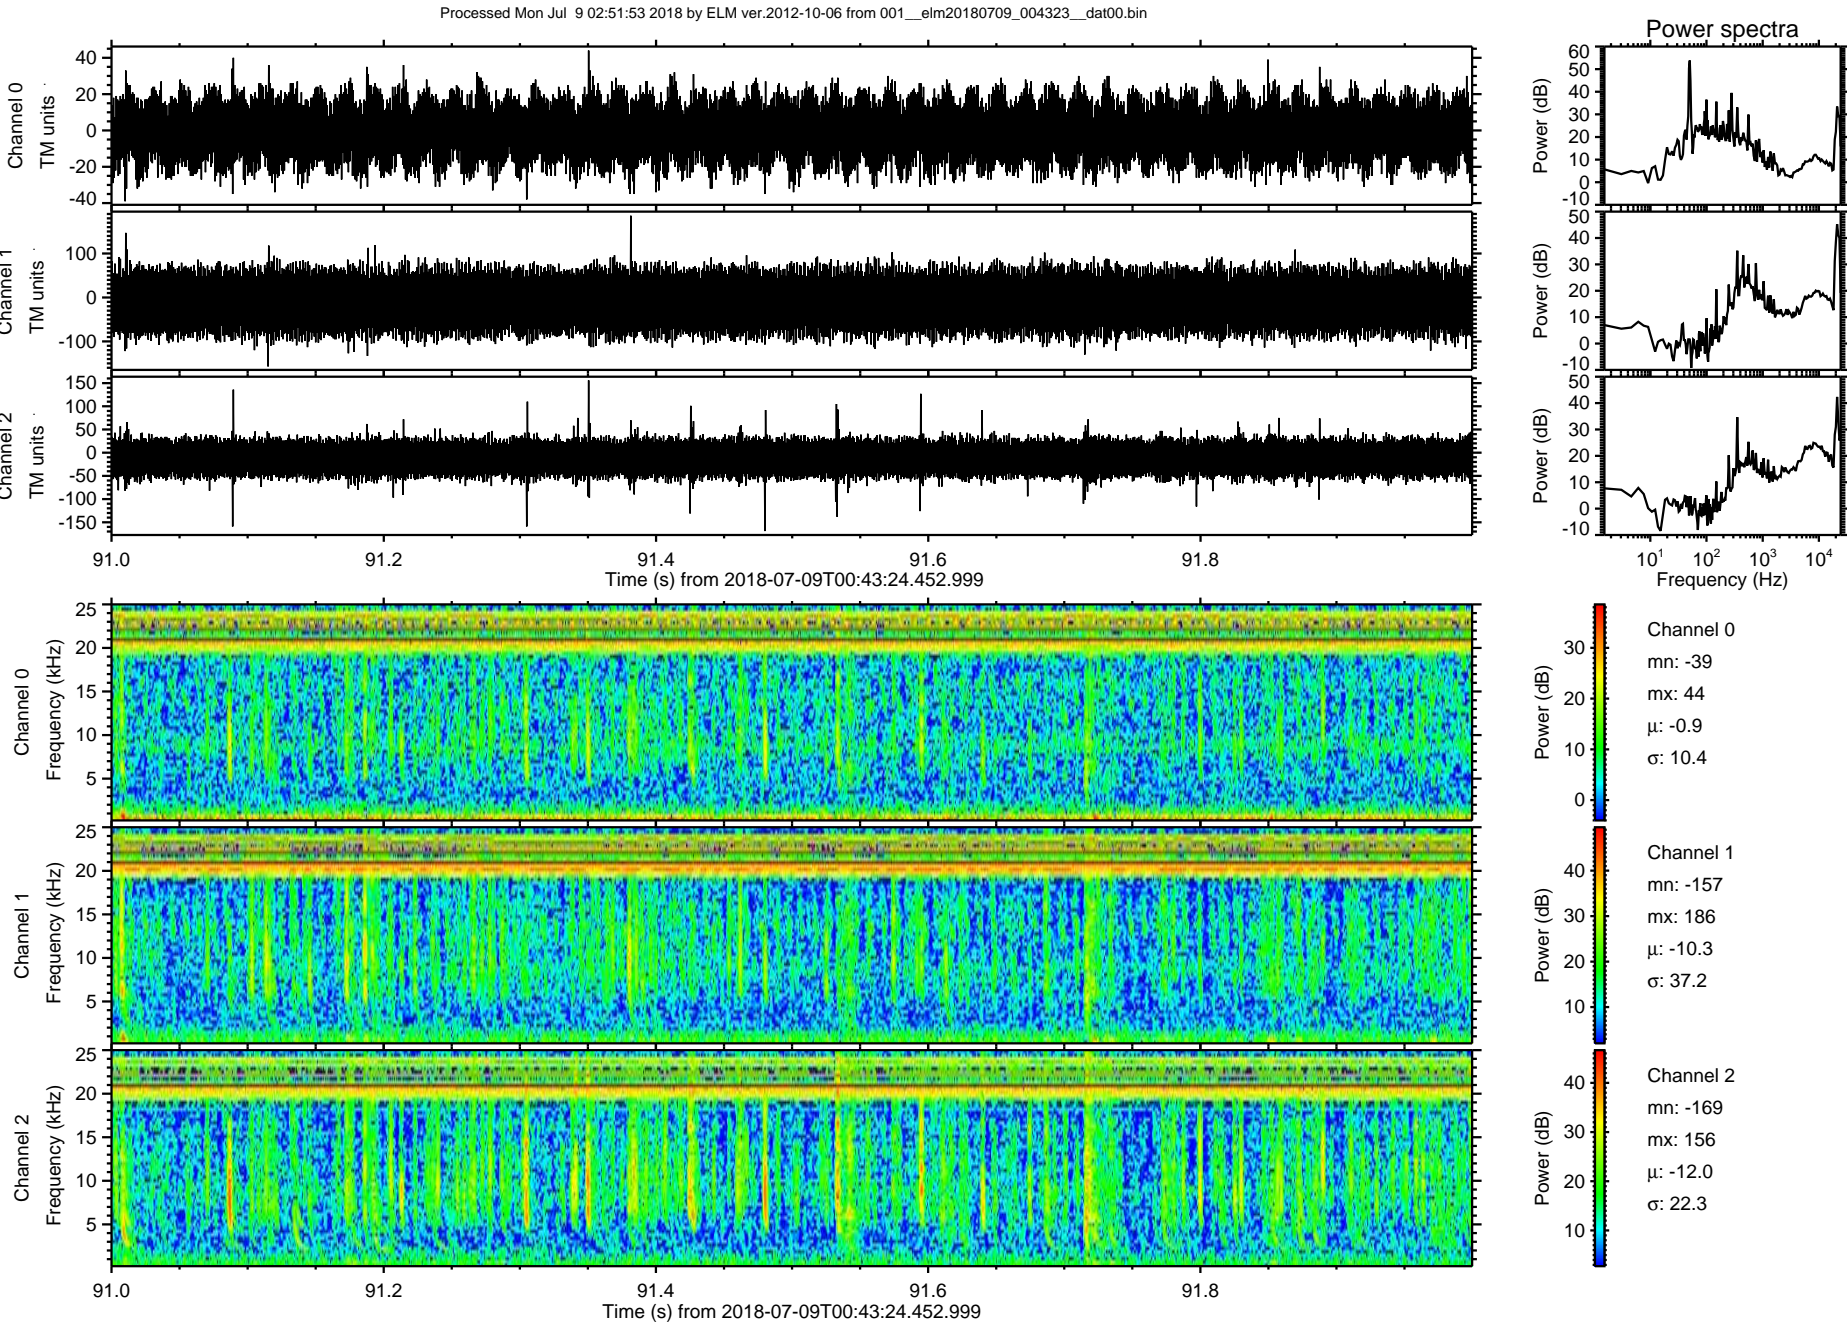 Processed Mon Jul  9 02:51:53 2018 by ELM ver.2012-10-06 from 001__elm20180709_004323__dat00.bin
Power spectra
Channel 0
TM units
40
20
0
-20
-40
Power (dB)
60
50
40
30
20
10
0
-10
Channel 1
TM units
100
0
-100
Power (dB)
50
40
30
20
10
0
-10
Channel 2
TM units
150
100
50
0
-50
-100
-150
Power (dB)
50
40
30
20
10
0
-10
91.0 91.2 91.4 91.6 91.8
Time (s) from 2018-07-09T00:43:24.452.999
10¹ 10² 10³ 10⁴
Frequency (Hz)
Channel 0
Frequency (kHz)
25
20
15
10
5
Power (dB)
30
20
10
0
Channel 0
mn: -39
mx: 44
μ: -0.9
σ: 10.4
Channel 1
Frequency (kHz)
25
20
15
10
5
Power (dB)
40
30
20
10
Channel 1
mn: -157
mx: 186
μ: -10.3
σ: 37.2
Channel 2
Frequency (kHz)
25
20
15
10
5
Power (dB)
40
30
20
10
Channel 2
mn: -169
mx: 156
μ: -12.0
σ: 22.3
91.0 91.2 91.4 91.6 91.8
Time (s) from 2018-07-09T00:43:24.452.999